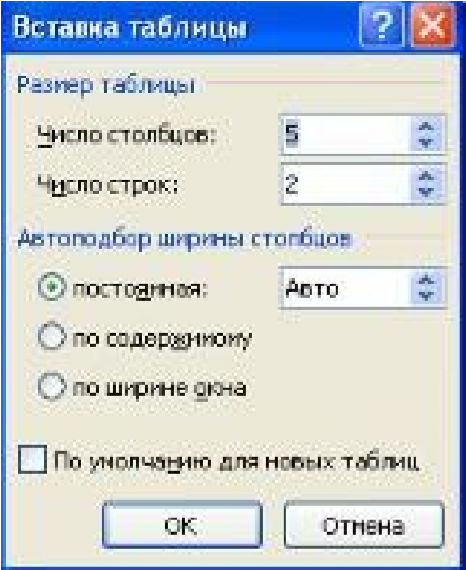 Вставка таблицы
Размер таблицы
Число столбцов: 5
Число строк: 2
Автоподбор ширины столбцов
постоянная: Авто
по содержимому
по ширине окна
По умолчанию для новых таблиц
ОК Отмена